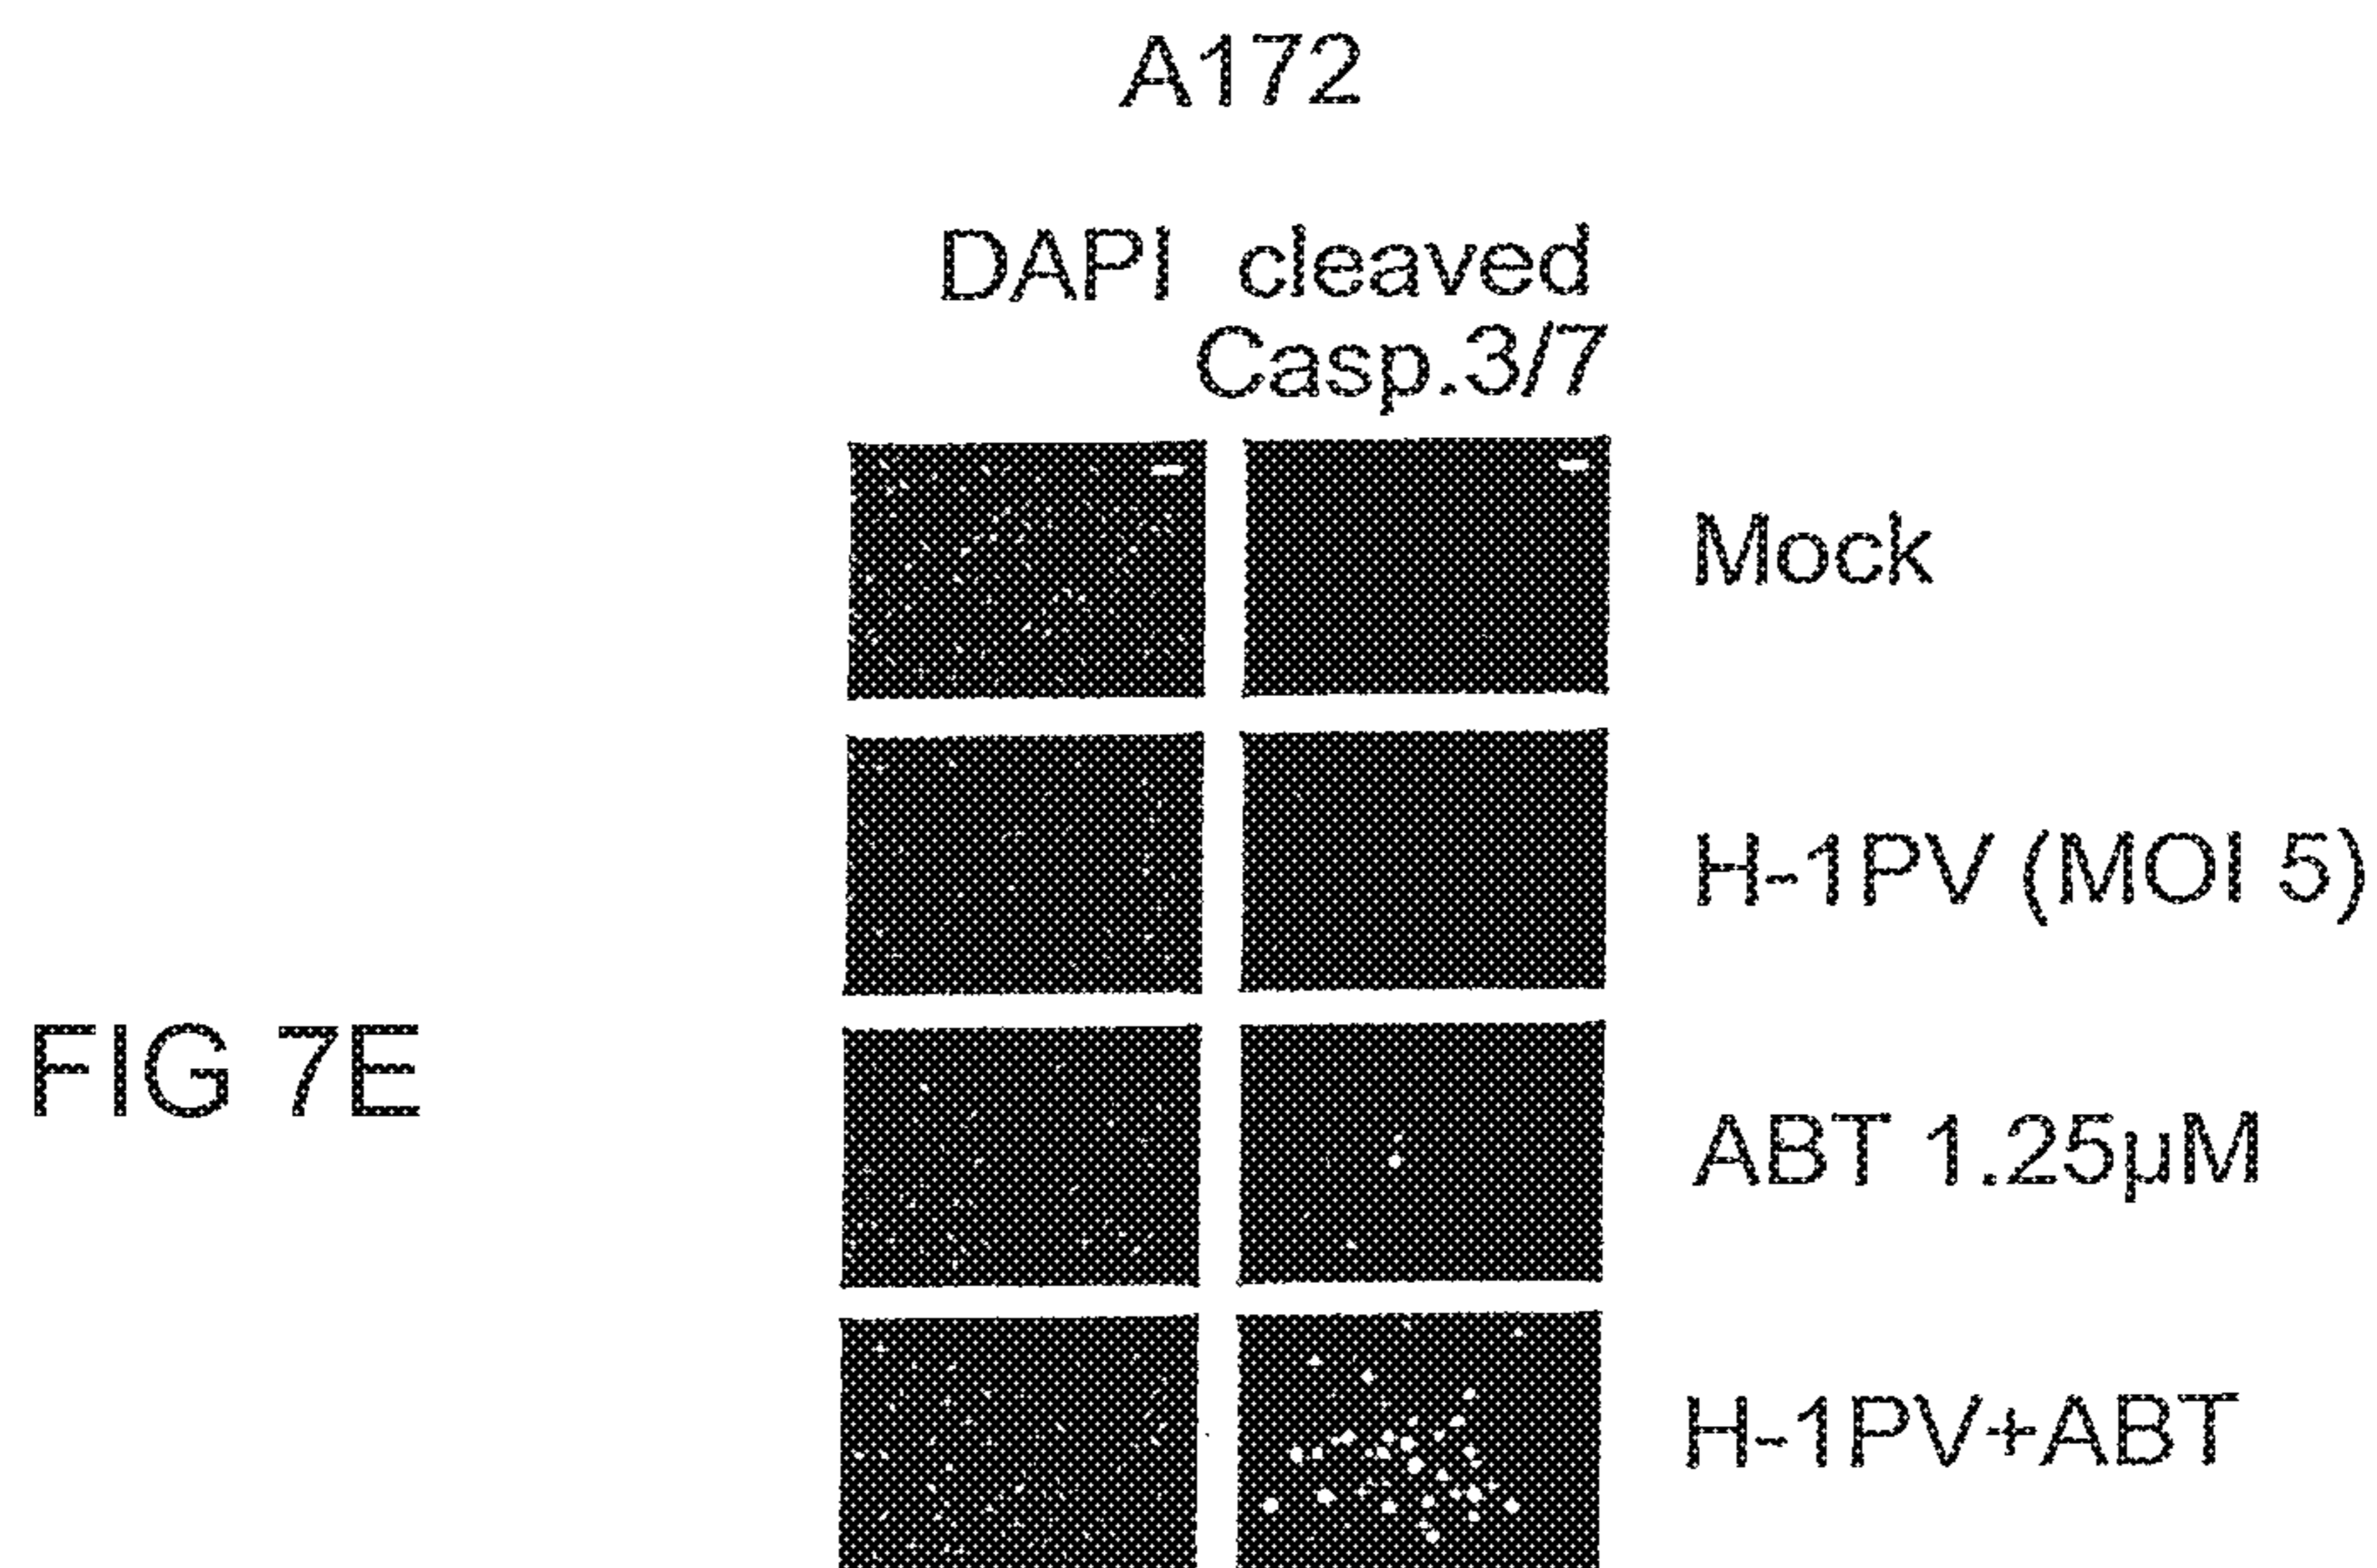 A172
DAPI cleaved
Casp.3/7
Mock
H-1PV (MOI 5)
FIG 7E
ABT 1.25µM
H-1PV+ABT